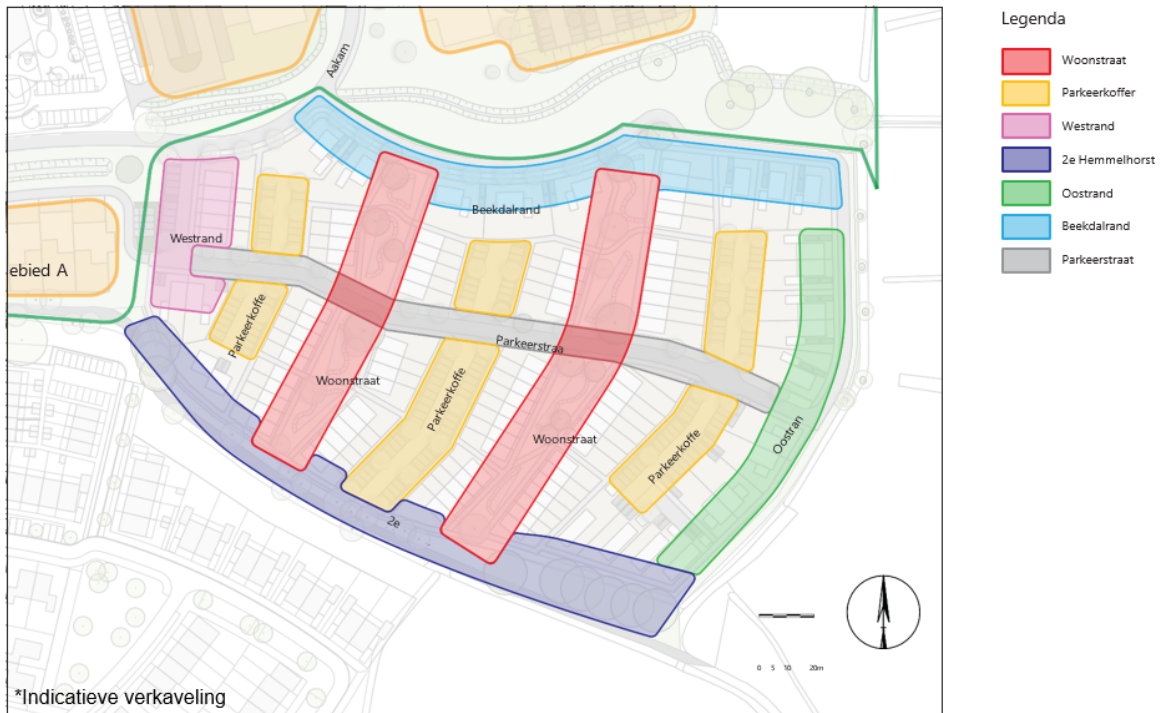 Legenda
Woonstraat
Parkeerkoffer
Westrand
2e Hemmelhorst
Oostrand
Beekdalrand
Parkeerstraat
Aakam
Beekdalrand
Westrand
ebied A
Parkeerkoffe
Parkeerstraa
Woonstraat
Parkeerkoffe
Woonstraat
Parkeerkoffe
Oostran
2e
0 5 10 20m
*Indicatieve verkaveling